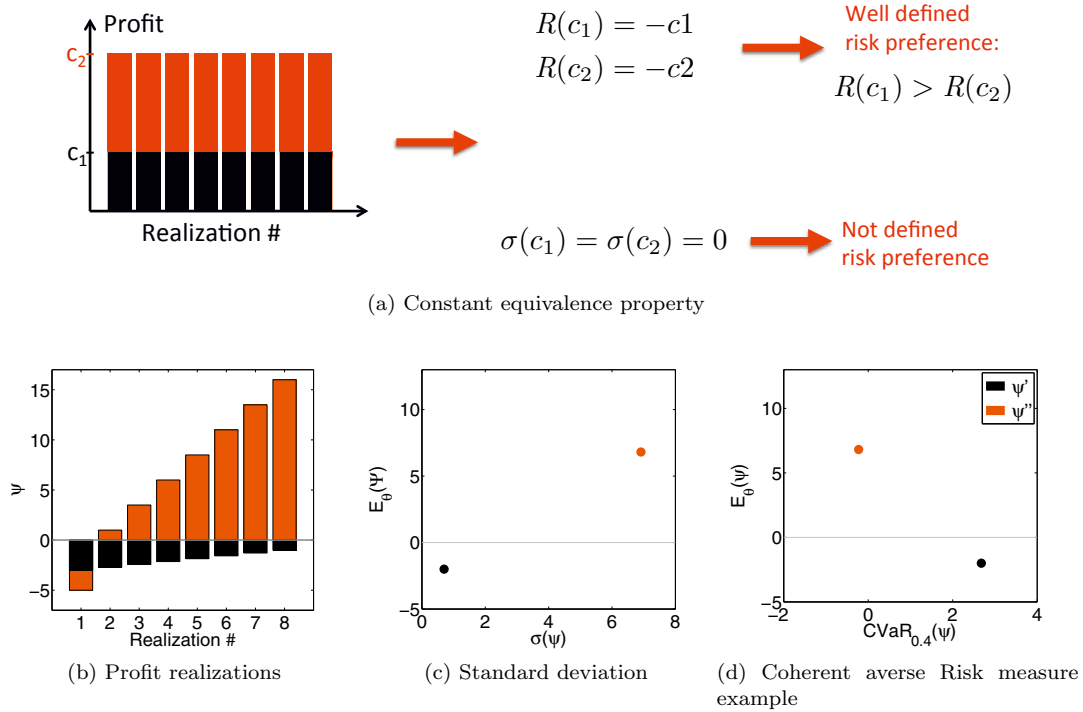 Profit
c₂
c₁
Realization #
R(c₁) = −c1
R(c₂) = −c2
Well defined
risk preference:
R(c₁) > R(c₂)
σ(c₁) = σ(c₂) = 0
Not defined
risk preference
(a) Constant equivalence property
15
10
5
0
−5
ψ
1 2 3 4 5 6 7 8
Realization #
(b) Profit realizations
10
5
0
−5
E_θ(Ψ)
0 2 4 6 8
σ(ψ)
(c) Standard deviation
10
5
0
−5
E_θ(ψ)
−2 0 2 4
CVaR_0.4(ψ)
ψ'
ψ''
(d) Coherent averse Risk measure
example